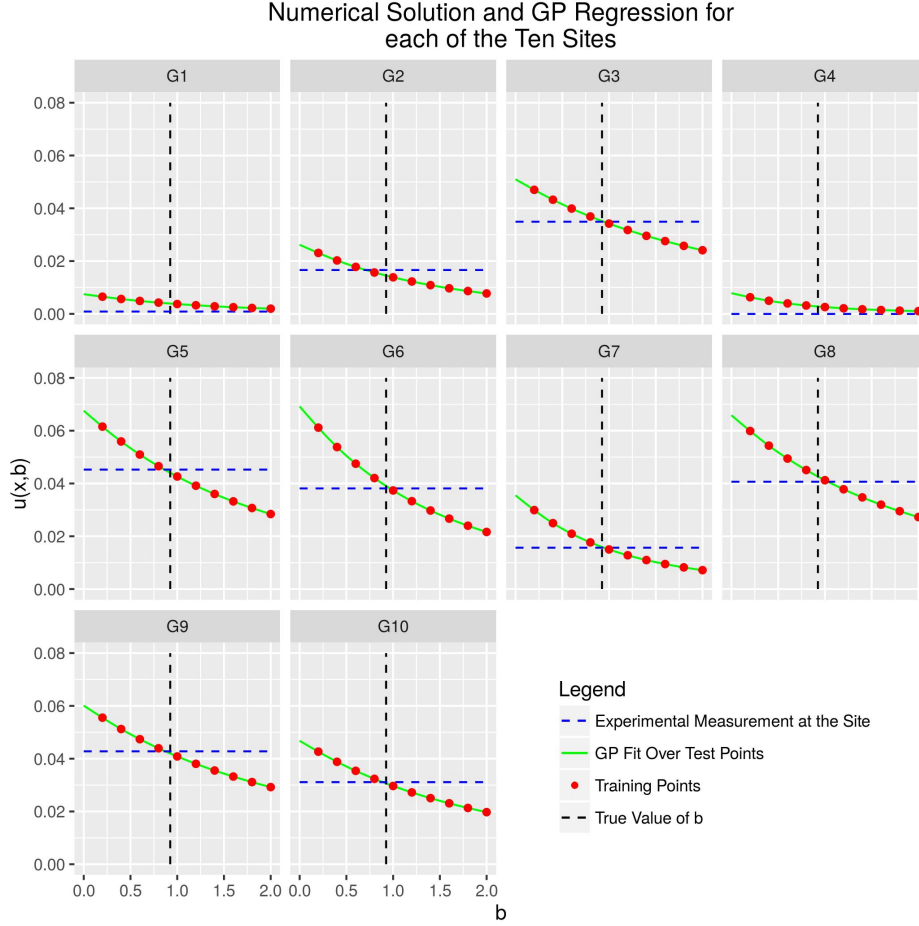 Numerical Solution and GP Regression for
each of the Ten Sites
G1 G2 G3 G4
0.08
0.06
0.04
0.02
0.00
G5 G6 G7 G8
0.08
0.06
0.04
0.02
0.00
G9 G10
0.08
0.06
0.04
0.02
0.00
u(x,b)
0.0 0.5 1.0 1.5 2.0 0.0 0.5 1.0 1.5 2.0
b
Legend
Experimental Measurement at the Site
GP Fit Over Test Points
Training Points
True Value of b